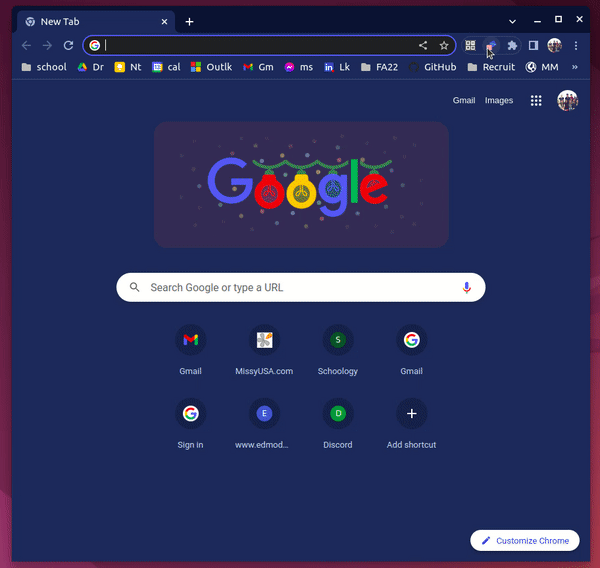 New Tab
school Dr Nt cal Outlk Gm ms Lk FA22 GitHub Recruit MM »
Gmail Images
Google
Search Google or type a URL
Gmail MissyUSA.com Schoology Gmail
Sign in www.edmod... Discord Add shortcut
Customize Chrome